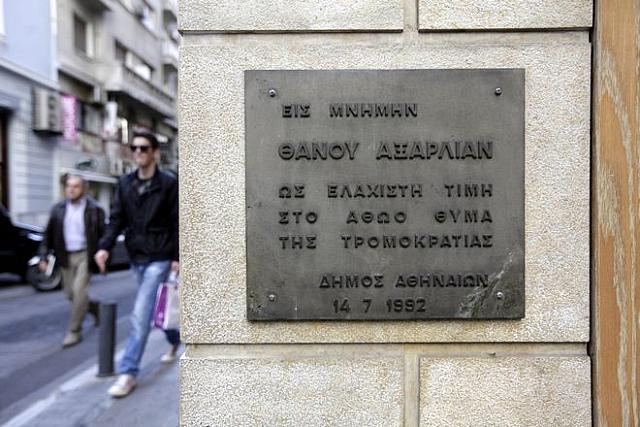 ΕΙΣ ΜΝΗΜΗΝ
ΘΑΝΟΥ ΑΞΑΡΛΙΑΝ
ΩΣ ΕΛΑΧΙΣΤΗ ΤΙΜΗ
ΣΤΟ ΑΘΩΟ ΘΥΜΑ
ΤΗΣ ΤΡΟΜΟΚΡΑΤΙΑΣ
ΔΗΜΟΣ ΑΘΗΝΑΙΩΝ
14 7 1992